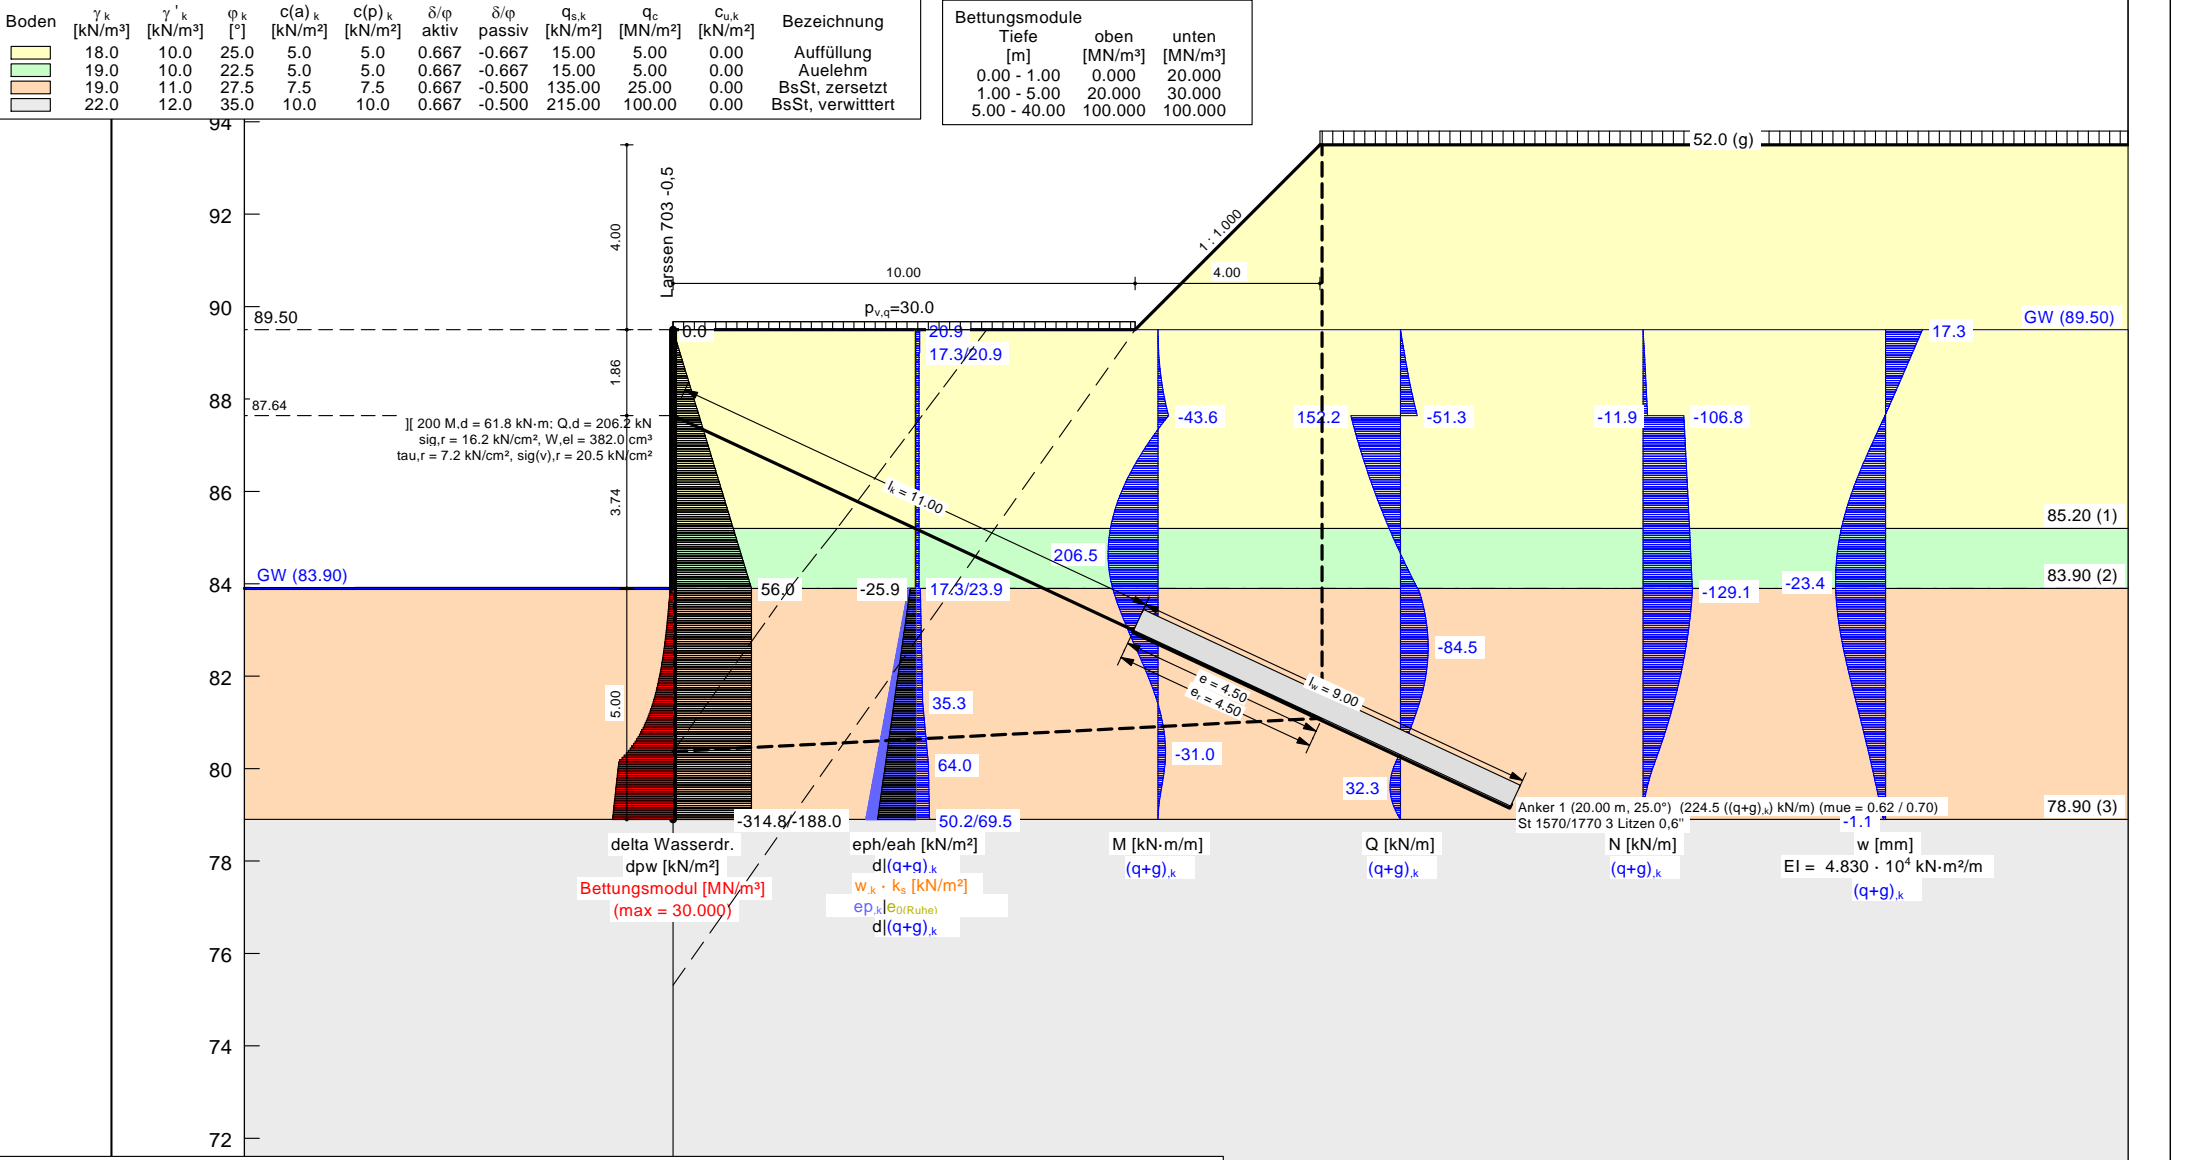 Boden γ k γ ' k φ k c(a) k c(p) k δ/φ δ/φ qs,k qc cu,k Bezeichnung
[kN/m³] [kN/m³] [°] [kN/m²] [kN/m²] aktiv passiv [kN/m²] [MN/m²] [kN/m²]
18.0 10.0 25.0 5.0 5.0 0.667 -0.667 15.00 5.00 0.00 Auffüllung
19.0 10.0 22.5 5.0 5.0 0.667 -0.667 15.00 5.00 0.00 Auelehm
19.0 11.0 27.5 7.5 7.5 0.667 -0.500 135.00 25.00 0.00 BsSt, zersetzt
22.0 12.0 35.0 10.0 10.0 0.667 -0.500 215.00 100.00 0.00 BsSt, verwitttert
Bettungsmodule
Tiefe oben unten
[m] [MN/m³] [MN/m³]
0.00 - 1.00 0.000 20.000
1.00 - 5.00 20.000 30.000
5.00 - 40.00 100.000 100.000
94
92
90
88
86
84
82
80
78
76
74
72
52.0 (g)
Larssen 703 -0,5
4.00
1.86
3.74
5.00
1 : 1.000
10.00
4.00
pv,q=30.0
89.50
87.64
GW (89.50)
GW (83.90)
0.0
20.9
17.3/20.9
17.3
][ 200 M,d = 61.8 kN·m; Q,d = 206.2 kN
sig,r = 16.2 kN/cm², W,el = 382.0 cm³
tau,r = 7.2 kN/cm², sig(v),r = 20.5 kN/cm²
-43.6
152.2
-51.3
-11.9
-106.8
lk = 11.00
85.20 (1)
206.5
83.90 (2)
56.0
-25.9
17.3/23.9
-129.1
-23.4
-84.5
e = 4.50
er = 4.50
lw = 9.00
35.3
64.0
-31.0
32.3
Anker 1 (20.00 m, 25.0°) (224.5 ((q+g),k) kN/m) (mue = 0.62 / 0.70)
St 1570/1770 3 Litzen 0,6"
78.90 (3)
-314.8/-188.0
50.2/69.5
-1.1
delta Wasserdr.
dpw [kN/m²]
Bettungsmodul [MN/m³]
(max = 30.000)
eph/eah [kN/m²]
d|(q+g),k
w,k · ks [kN/m²]
ep,k|e0(Ruhe)
d|(q+g),k
M [kN·m/m]
(q+g),k
Q [kN/m]
(q+g),k
N [kN/m]
(q+g),k
w [mm]
EI = 4.830 · 10⁴ kN·m²/m
(q+g),k